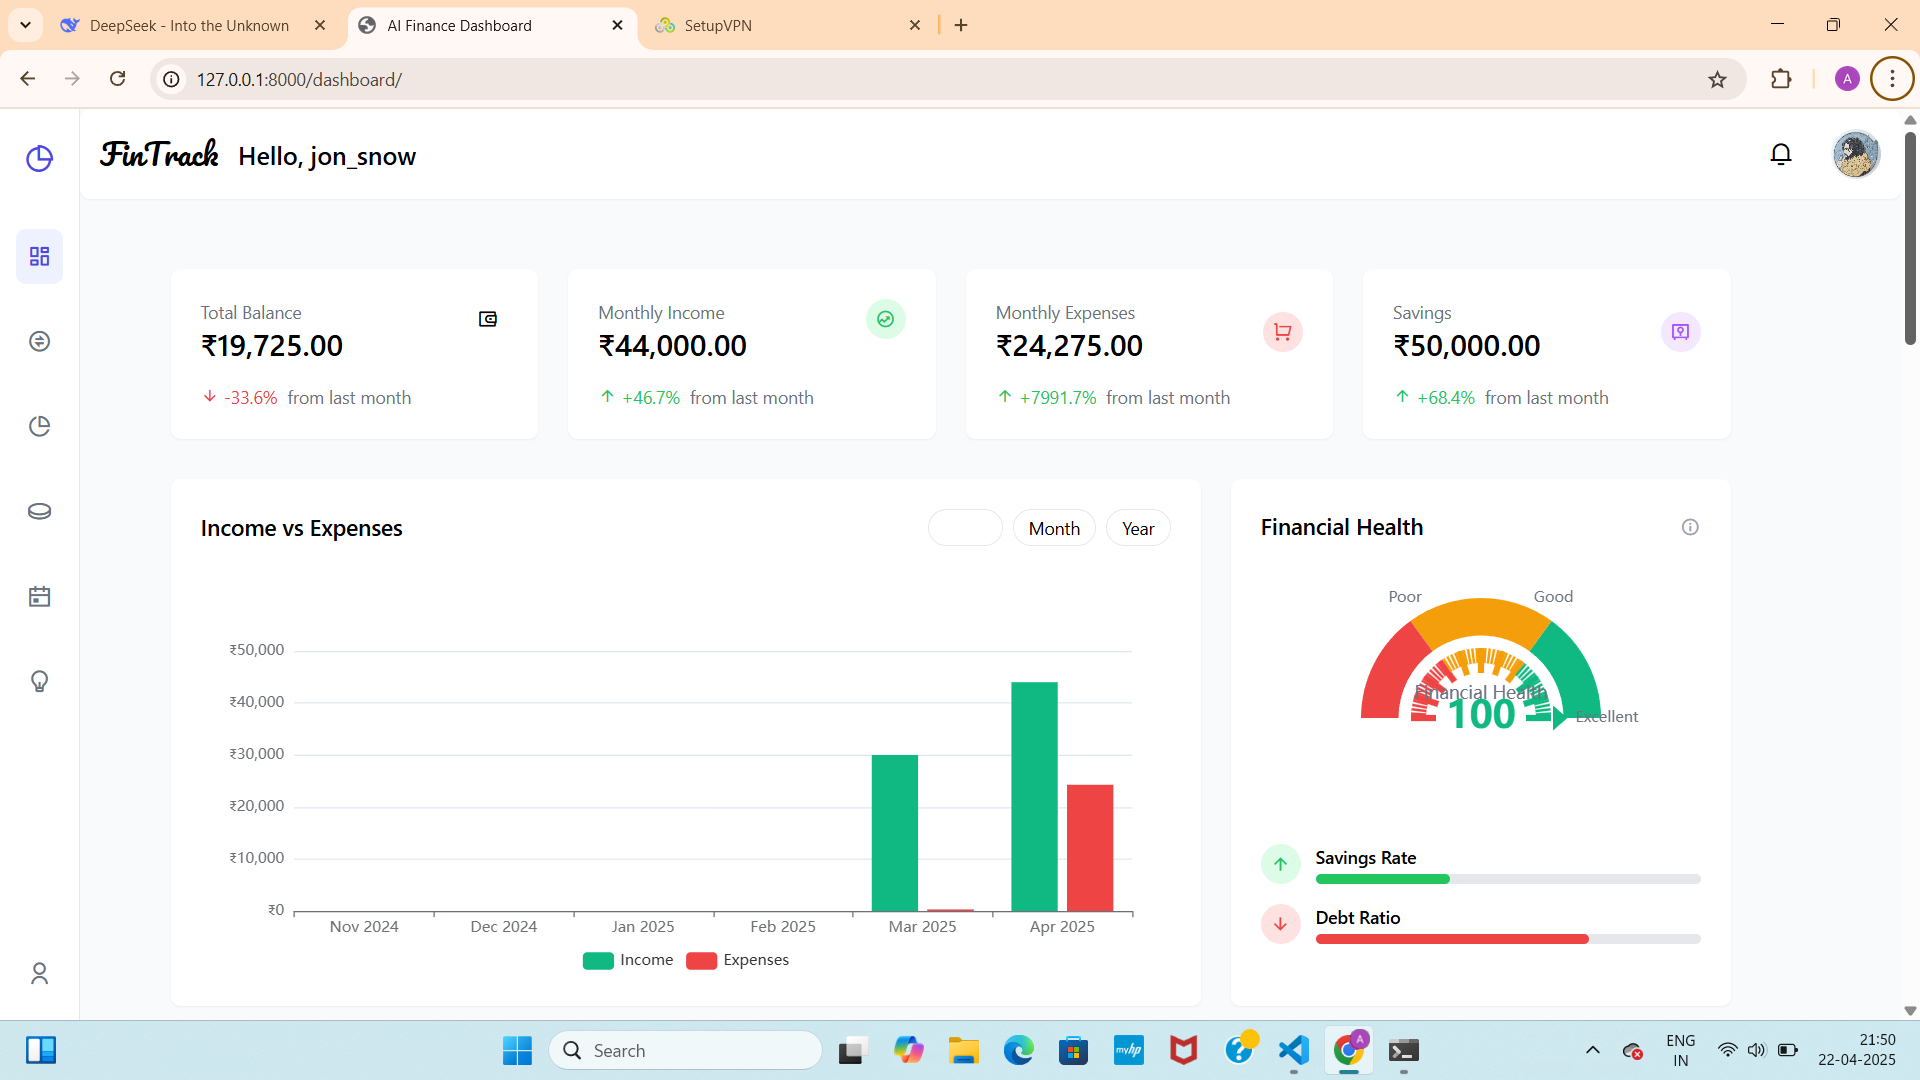 DeepSeek - Into the Unknown
AI Finance Dashboard
SetupVPN
127.0.0.1:8000/dashboard/
A
FinTrack
Hello, jon_snow
Total Balance
₹19,725.00
-33.6% from last month
Monthly Income
₹44,000.00
+46.7% from last month
Monthly Expenses
₹24,275.00
+7991.7% from last month
Savings
₹50,000.00
+68.4% from last month
Income vs Expenses
Month
Year
₹50,000
₹40,000
₹30,000
₹20,000
₹10,000
₹0
Nov 2024
Dec 2024
Jan 2025
Feb 2025
Mar 2025
Apr 2025
Income
Expenses
Financial Health
Poor
Good
Financial Health
100
Excellent
Savings Rate
Debt Ratio
Search
myhp
A
ENG
IN
21:50
22-04-2025